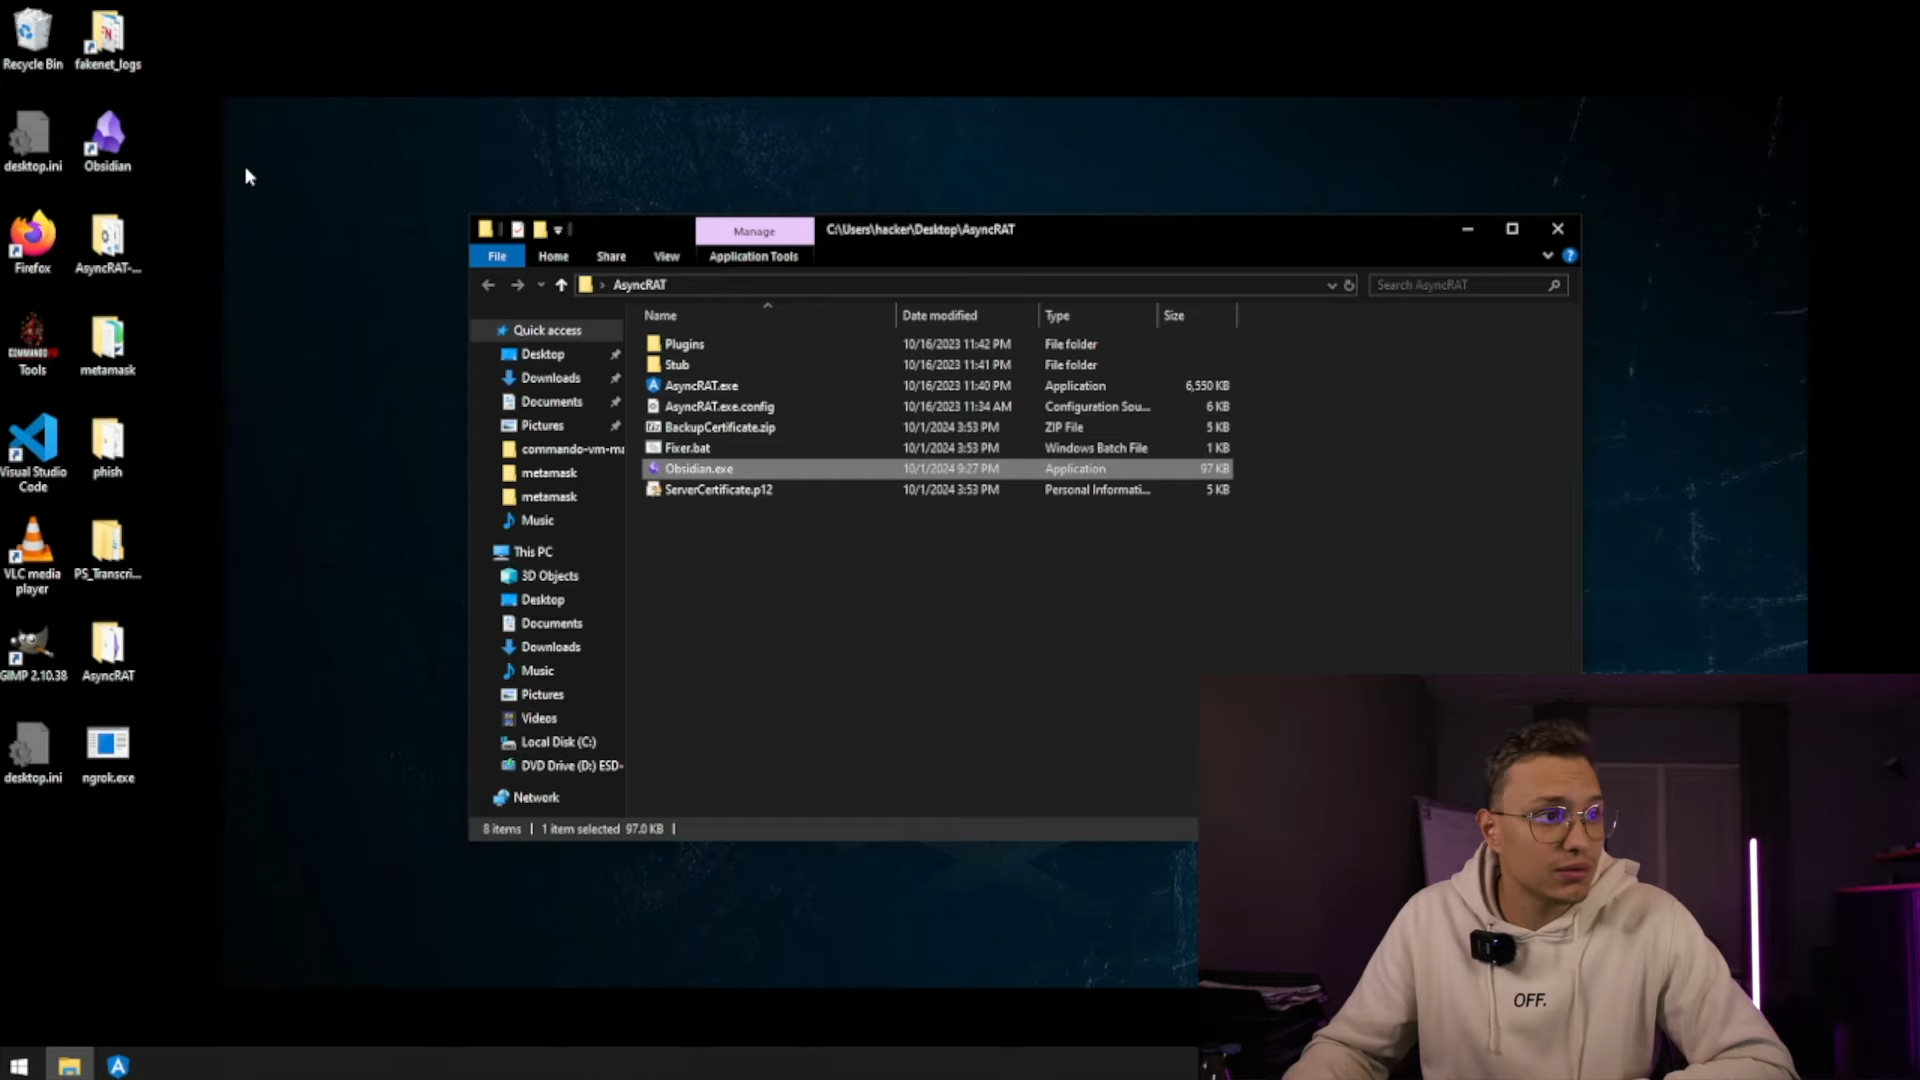 Recycle Bin
fakenet_logs
desktop.ini
Obsidian
Firefox
AsyncRAT-...
COMMANDO
Tools
metamask
Visual Studio
Code
phish
VLC media
player
PS_Transcri...
GIMP 2.10.38
AsyncRAT
desktop.ini
ngrok.exe
Manage
C:\Users\hacker\Desktop\AsyncRAT
File
Home
Share
View
Application Tools
AsyncRAT
Search AsyncRAT
Name
Date modified
Type
Size
Quick access
Desktop
Downloads
Documents
Pictures
commando-vm-ma
metamask
metamask
Music
This PC
3D Objects
Desktop
Documents
Downloads
Music
Pictures
Videos
Local Disk (C:)
DVD Drive (D:) ESD-
Network
Plugins 10/16/2023 11:42 PM File folder
Stub 10/16/2023 11:41 PM File folder
AsyncRAT.exe 10/16/2023 11:40 PM Application 6,550 KB
AsyncRAT.exe.config 10/16/2023 11:34 AM Configuration Sou... 6 KB
BackupCertificate.zip 10/1/2024 3:53 PM ZIP File 5 KB
Fixer.bat 10/1/2024 3:53 PM Windows Batch File 1 KB
Obsidian.exe 10/1/2024 9:27 PM Application 97 KB
ServerCertificate.p12 10/1/2024 3:53 PM Personal Informati... 5 KB
8 items
1 item selected 97.0 KB
OFF.